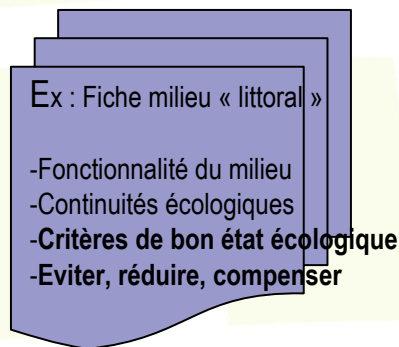 Ex : Fiche milieu « littoral »
-Fonctionnalité du milieu
-Continuités écologiques
-Critères de bon état écologique
-Eviter, réduire, compenser